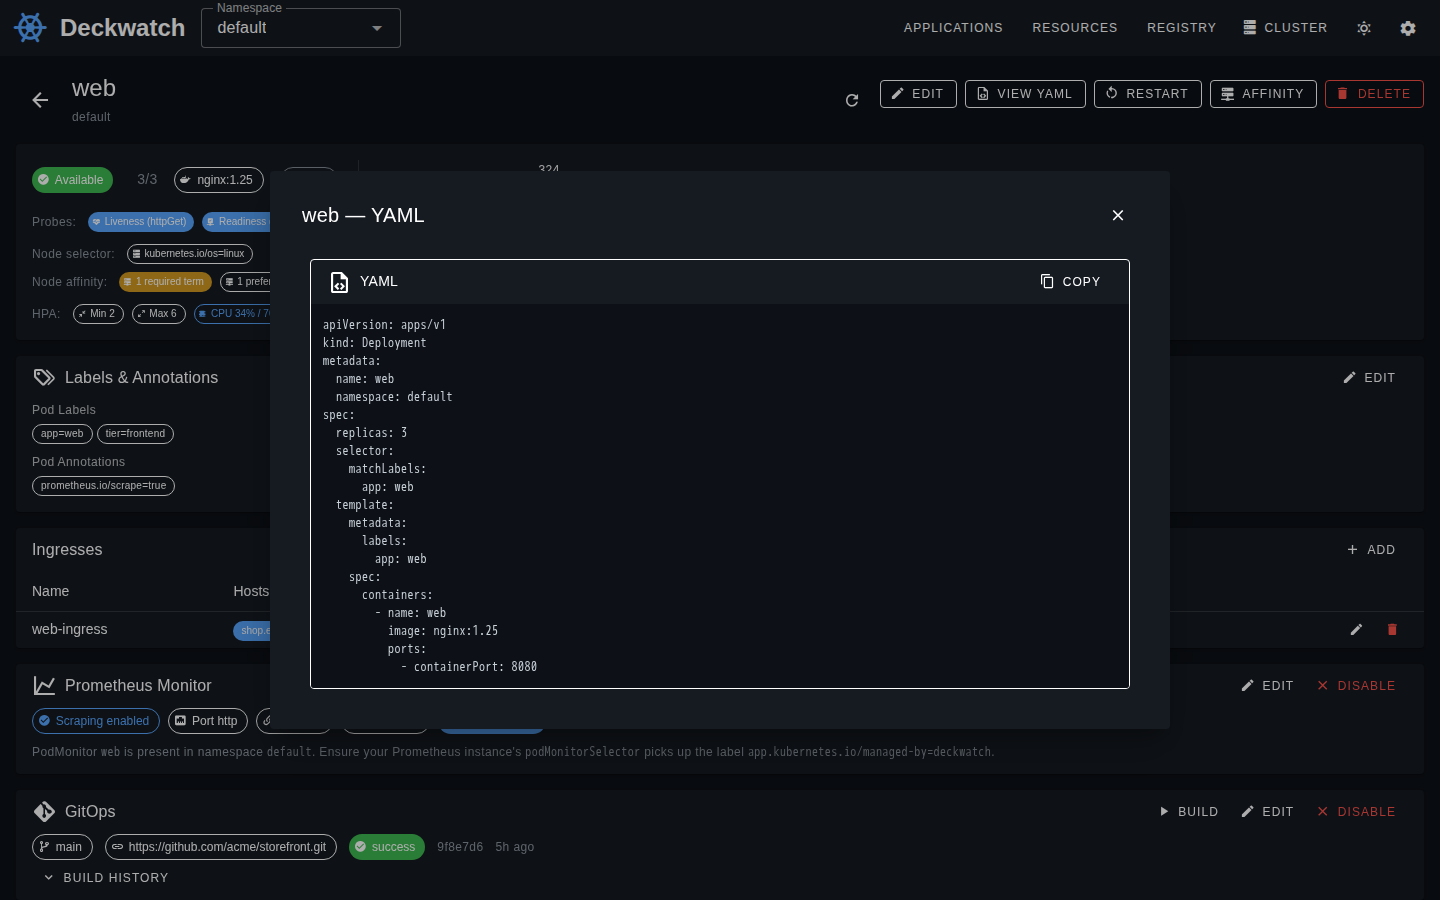 Deckwatch
Namespace
default
APPLICATIONS RESOURCES REGISTRY CLUSTER
web
default
EDIT VIEW YAML RESTART AFFINITY DELETE
Available 3/3 nginx:1.25
324
Probes: Liveness (httpGet) Readiness
Node selector: kubernetes.io/os=linux
Node affinity: 1 required term 1 prefer
HPA: Min 2 Max 6 CPU 34% / 7
Labels & Annotations
EDIT
Pod Labels
app=web tier=frontend
Pod Annotations
prometheus.io/scrape=true
Ingresses
ADD
Name Hosts
web-ingress shop.e
Prometheus Monitor
EDIT DISABLE
Scraping enabled Port http
PodMonitor web is present in namespace default. Ensure your Prometheus instance's podMonitorSelector picks up the label app.kubernetes.io/managed-by=deckwatch.
GitOps
BUILD EDIT DISABLE
main https://github.com/acme/storefront.git success 9f8e7d6 5h ago
BUILD HISTORY
web — YAML
YAML
COPY
apiVersion: apps/v1
kind: Deployment
metadata:
  name: web
  namespace: default
spec:
  replicas: 3
  selector:
    matchLabels:
      app: web
  template:
    metadata:
      labels:
        app: web
    spec:
      containers:
        - name: web
          image: nginx:1.25
          ports:
            - containerPort: 8080